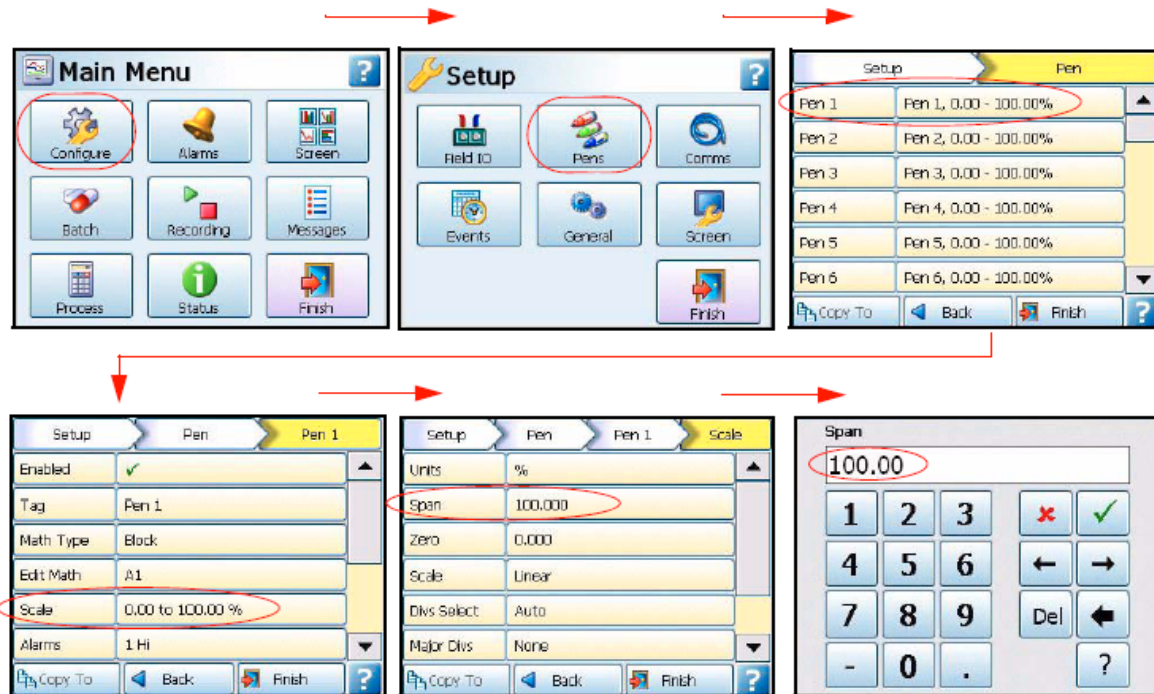 Main Menu ?
Configure Alarms Screen
Batch Recording Messages
Process Status Finish
Setup ?
Field IO Pens Comms
Events General Screen
Finish
Setup Pen
Pen 1 Pen 1, 0.00 - 100.00%
Pen 2 Pen 2, 0.00 - 100.00%
Pen 3 Pen 3, 0.00 - 100.00%
Pen 4 Pen 4, 0.00 - 100.00%
Pen 5 Pen 5, 0.00 - 100.00%
Pen 6 Pen 6, 0.00 - 100.00%
Copy To Back Finish ?
Setup Pen Pen 1
Enabled ✓
Tag Pen 1
Math Type Block
Edit Math A1
Scale 0.00 to 100.00 %
Alarms 1 Hi
Copy To Back Finish ?
Setup Pen Pen 1 Scale
Units %
Span 100.000
Zero 0.000
Scale Linear
Divs Select Auto
Major Divs None
Copy To Back Finish ?
Span
100.00
1 2 3 ✗ ✓
4 5 6 ← →
7 8 9 Del
- 0 . ?